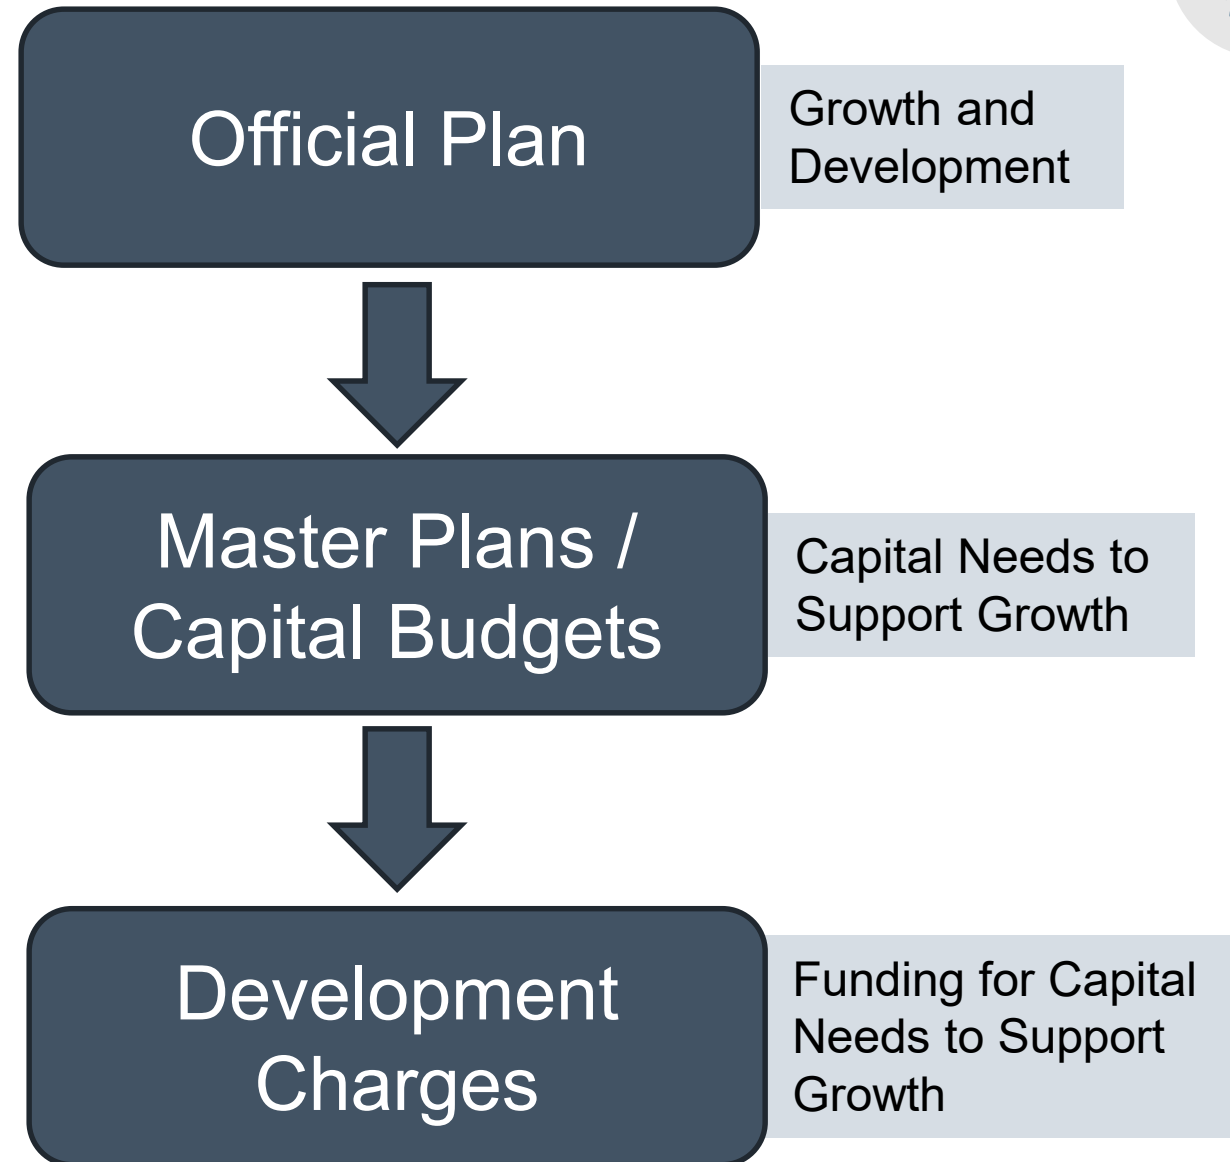 Official Plan
Growth and
Development
Master Plans /
Capital Budgets
Capital Needs to
Support Growth
Development
Charges
Funding for Capital
Needs to Support
Growth